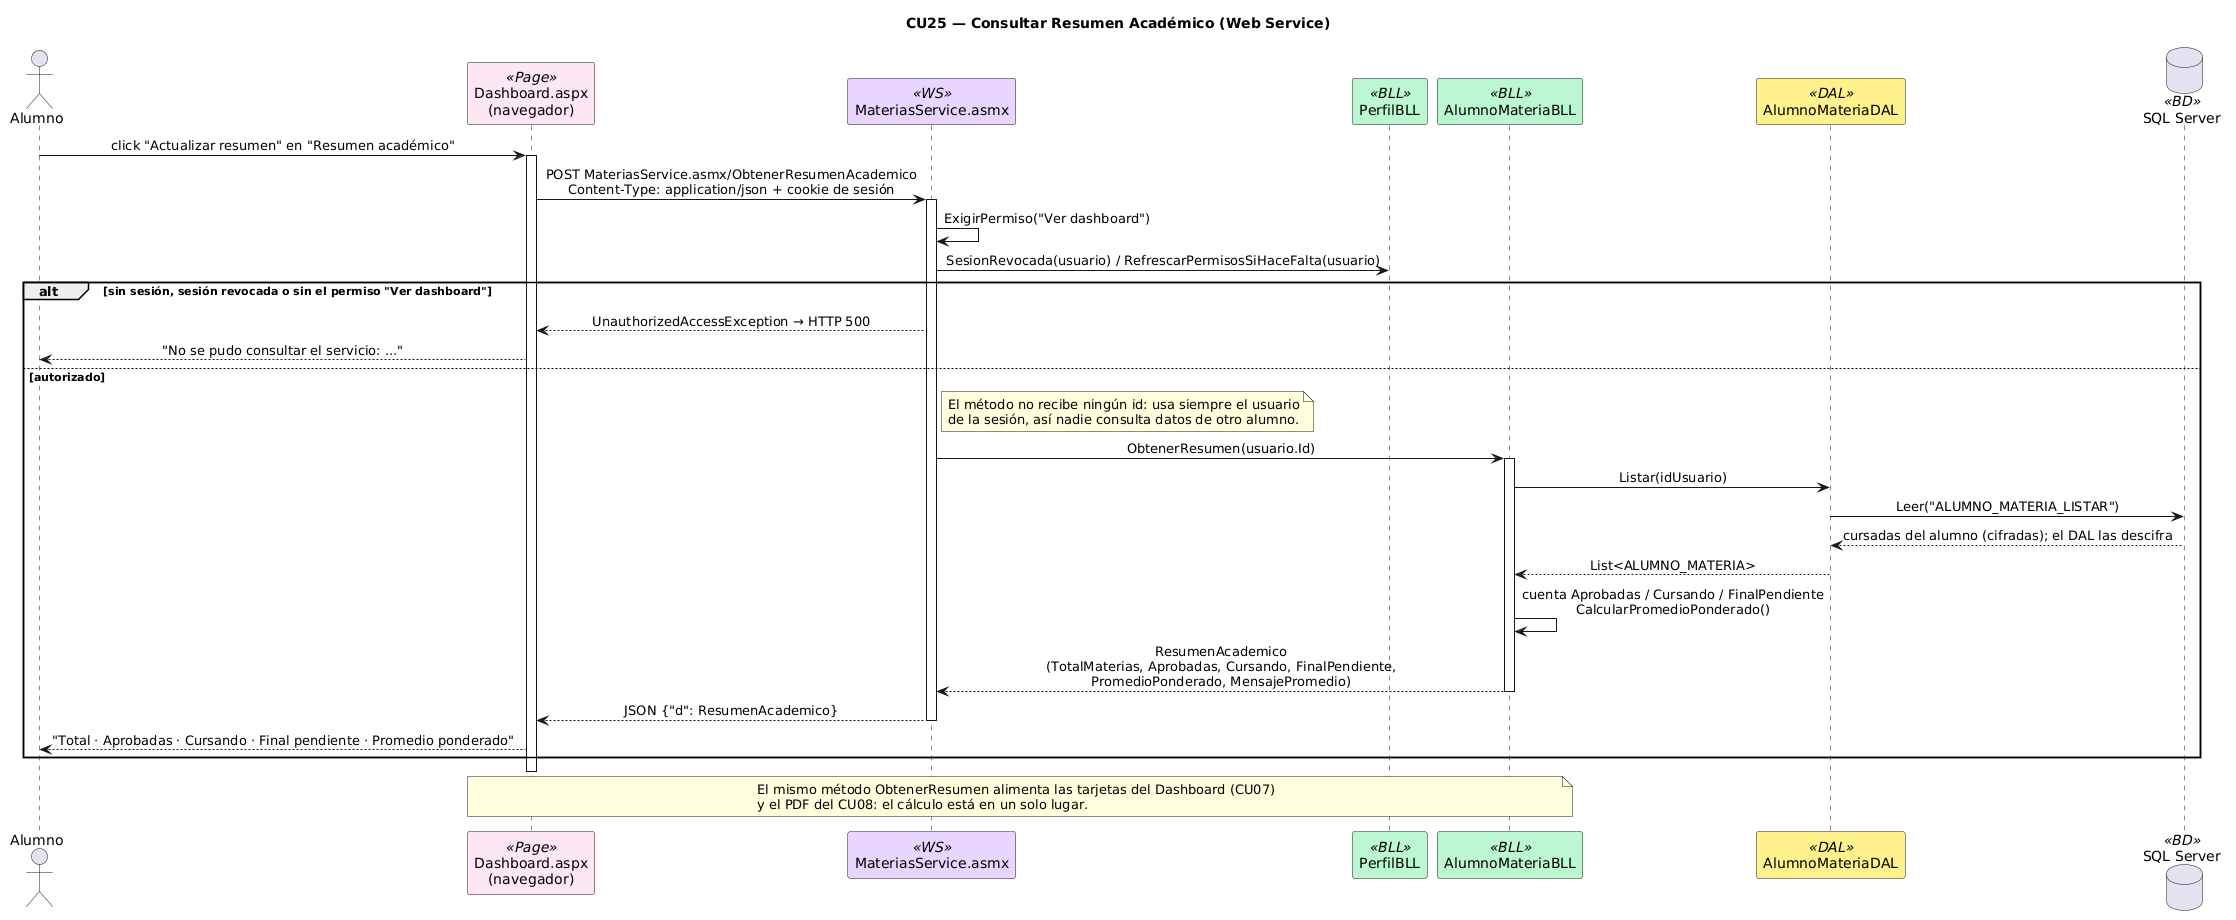 CU25 — Consultar Resumen Académico (Web Service)
Alumno
«Page»
Dashboard.aspx
(navegador)
«WS»
MateriasService.asmx
«BLL»
PerfilBLL
«BLL»
AlumnoMateriaBLL
«DAL»
AlumnoMateriaDAL
«BD»
SQL Server
click "Actualizar resumen" en "Resumen académico"
POST MateriasService.asmx/ObtenerResumenAcademico
Content-Type: application/json + cookie de sesión
ExigirPermiso("Ver dashboard")
SesionRevocada(usuario) / RefrescarPermisosSiHaceFalta(usuario)
alt
[sin sesión, sesión revocada o sin el permiso "Ver dashboard"]
UnauthorizedAccessException → HTTP 500
"No se pudo consultar el servicio: ..."
[autorizado]
El método no recibe ningún id: usa siempre el usuario
de la sesión, así nadie consulta datos de otro alumno.
ObtenerResumen(usuario.Id)
Listar(idUsuario)
Leer("ALUMNO_MATERIA_LISTAR")
cursadas del alumno (cifradas); el DAL las descifra
List<ALUMNO_MATERIA>
cuenta Aprobadas / Cursando / FinalPendiente
CalcularPromedioPonderado()
ResumenAcademico
(TotalMaterias, Aprobadas, Cursando, FinalPendiente,
PromedioPonderado, MensajePromedio)
JSON {"d": ResumenAcademico}
"Total · Aprobadas · Cursando · Final pendiente · Promedio ponderado"
El mismo método ObtenerResumen alimenta las tarjetas del Dashboard (CU07)
y el PDF del CU08: el cálculo está en un solo lugar.
Alumno
«Page»
Dashboard.aspx
(navegador)
«WS»
MateriasService.asmx
«BLL»
PerfilBLL
«BLL»
AlumnoMateriaBLL
«DAL»
AlumnoMateriaDAL
«BD»
SQL Server